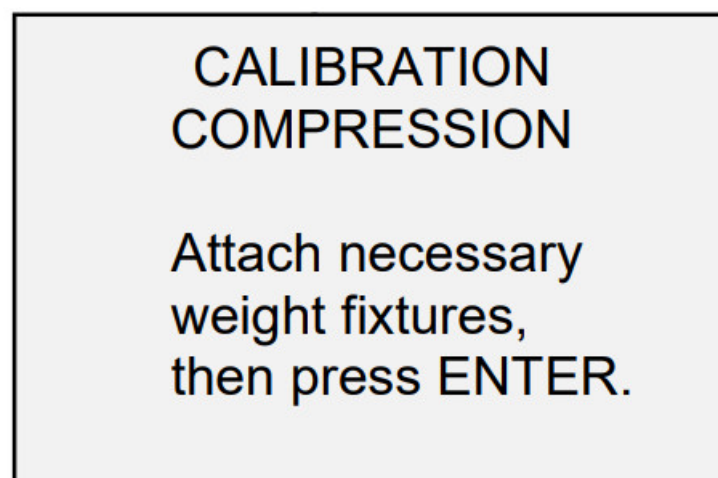 CALIBRATION
COMPRESSION
Attach necessary
weight fixtures,
then press ENTER.